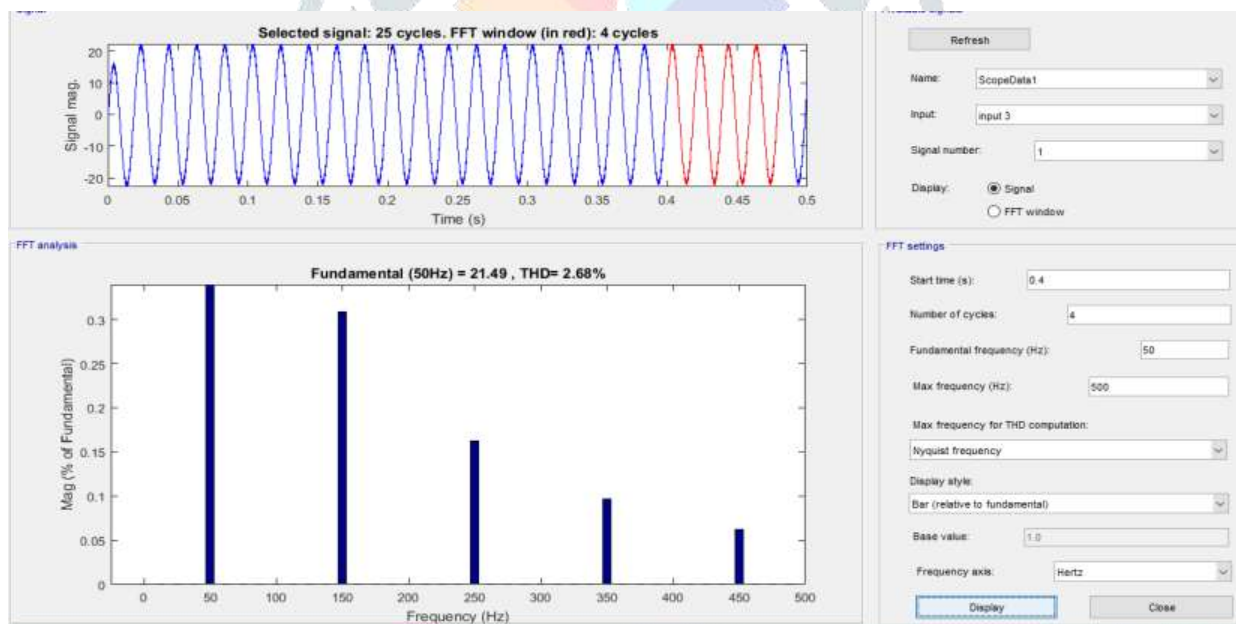 Signal
Selected signal: 25 cycles. FFT window (in red): 4 cycles
Signal mag.
20
10
0
-10
-20
0 0.05 0.1 0.15 0.2 0.25 0.3 0.35 0.4 0.45 0.5
Time (s)
Available signals
Refresh
Name: ScopeData1
Input: input 3
Signal number: 1
Display: Signal
FFT window
FFT analysis
Fundamental (50Hz) = 21.49 , THD= 2.68%
Mag (% of Fundamental)
0.3
0.25
0.2
0.15
0.1
0.05
0
0 50 100 150 200 250 300 350 400 450 500
Frequency (Hz)
FFT settings
Start time (s): 0.4
Number of cycles: 4
Fundamental frequency (Hz): 50
Max frequency (Hz): 500
Max frequency for THD computation:
Nyquist frequency
Display style:
Bar (relative to fundamental)
Base value: 1.0
Frequency axis: Hertz
Display Close